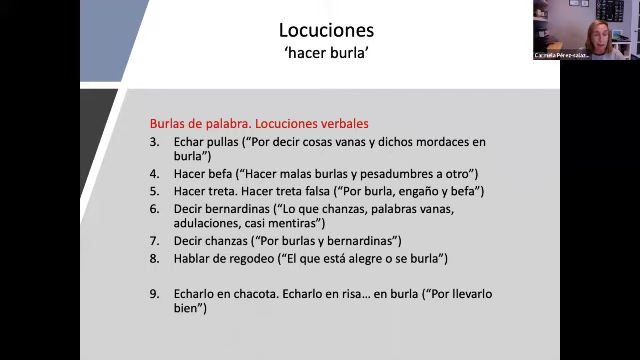 Locuciones
‘hacer burla’
Carmela Pérez-salaz...
Burlas de palabra. Locuciones verbales
3. Echar pullas (“Por decir cosas vanas y dichos mordaces en
burla”)
4. Hacer befa (“Hacer malas burlas y pesadumbres a otro”)
5. Hacer treta. Hacer treta falsa (“Por burla, engaño y befa”)
6. Decir bernardinas (“Lo que chanzas, palabras vanas,
adulaciones, casi mentiras”)
7. Decir chanzas (“Por burlas y bernardinas”)
8. Hablar de regodeo (“El que está alegre o se burla”)
9. Echarlo en chacota. Echarlo en risa… en burla (“Por llevarlo
bien”)